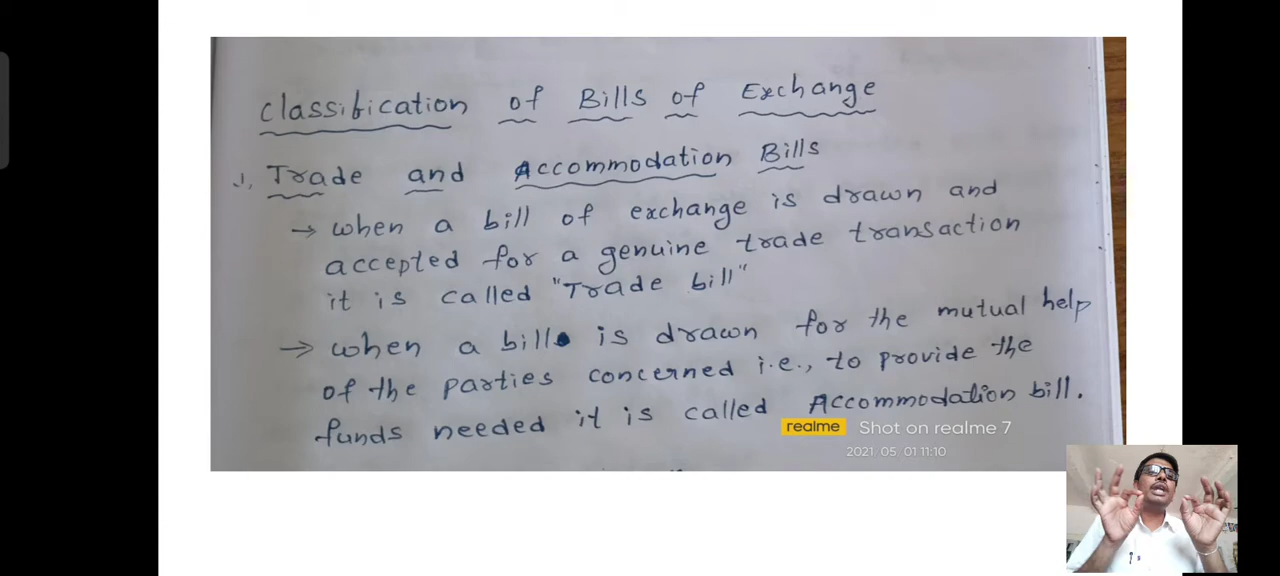 Classification of Bills of Exchange
1. Trade and Accommodation Bills
→ when a bill of exchange is drawn and
accepted for a genuine trade transaction
it is called "Trade bill"
→ when a bill is drawn for the mutual help
of the parties concerned i.e., to provide the
funds needed it is called Accommodation bill.
realme Shot on realme 7
2021. 05. 01 11:10